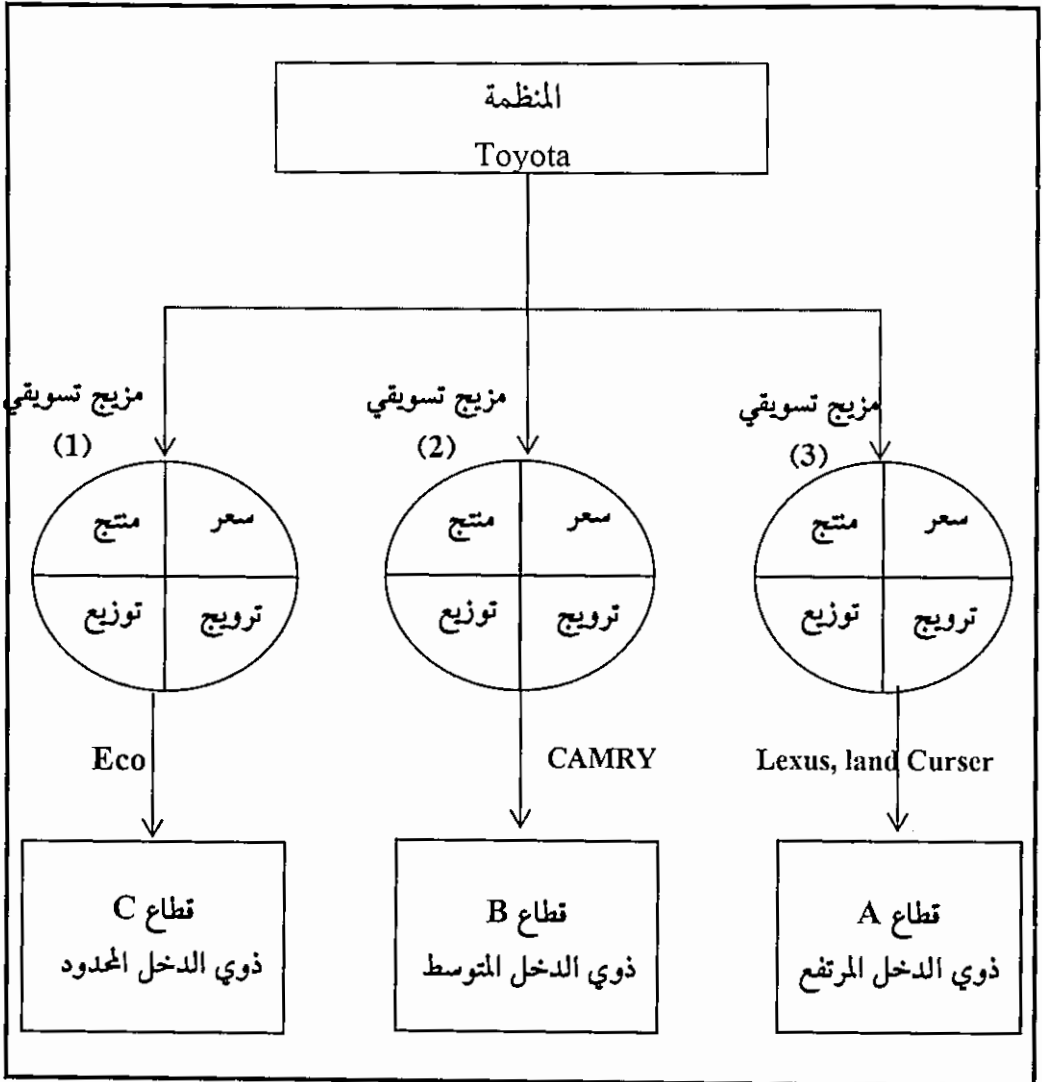 المنظمة
Toyota
مزيج تسويقي
(3)
سعر
منتج
ترويج
توزيع
Lexus, land Curser
قطاع A
ذوي الدخل المرتفع
مزيج تسويقي
(2)
سعر
منتج
ترويج
توزيع
CAMRY
قطاع B
ذوي الدخل المتوسط
مزيج تسويقي
(1)
سعر
منتج
ترويج
توزيع
Eco
قطاع C
ذوي الدخل المحدود